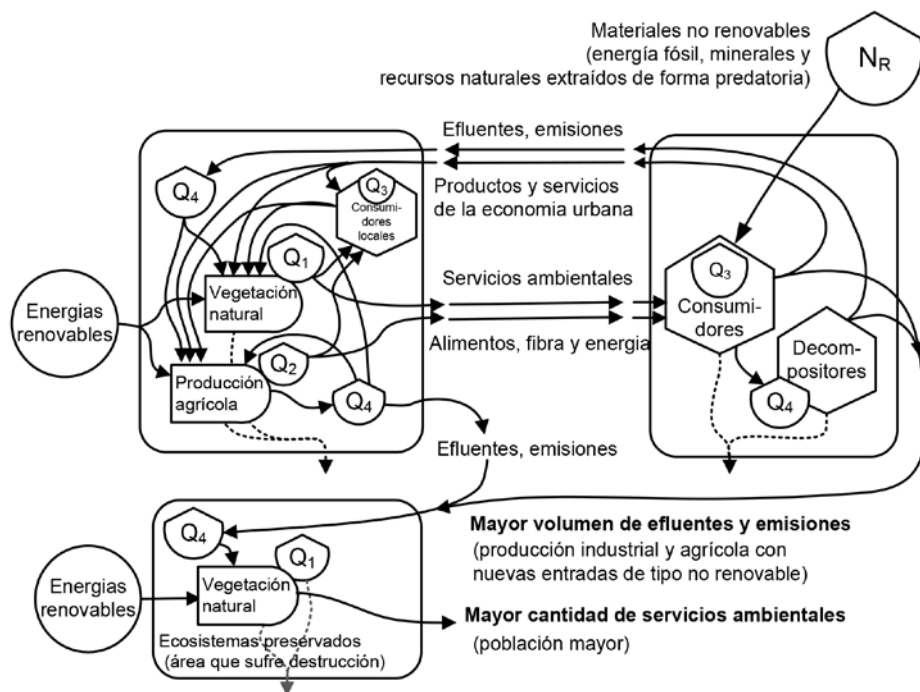 Materiales no renovables
(energía fósil, minerales y
recursos naturales extraídos de forma predatoria)
N_R
Efluentes, emisiones
Productos y servicios
de la economia urbana
Servicios ambientales
Alimentos, fibra y energia
Energias
renovables
Q4
Q3
Consumi-
dores
locales
Q1
Vegetación
natural
Q2
Producción
agrícola
Q4
Q3
Consumi-
dores
Decom-
positores
Q4
Efluentes, emisiones
Mayor volumen de efluentes y emisiones
(producción industrial y agrícola con
nuevas entradas de tipo no renovable)
Mayor cantidad de servicios ambientales
(población mayor)
Energias
renovables
Q4
Q1
Vegetación
natural
Ecosistemas preservados
(área que sufre destrucción)